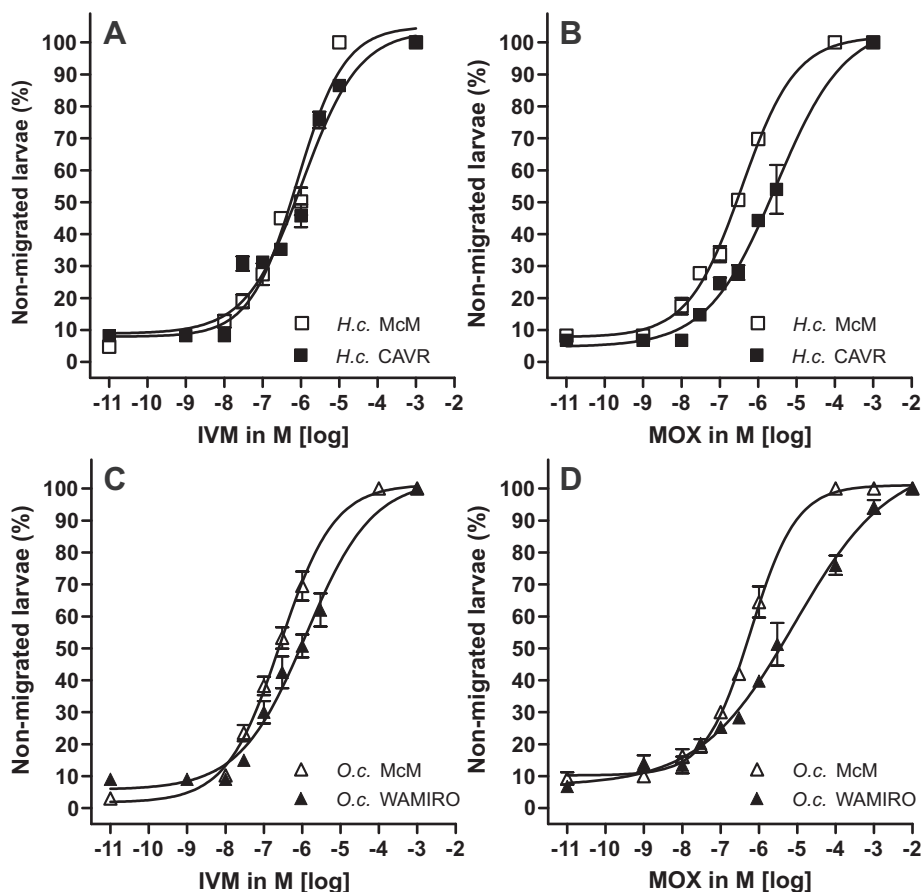 A
Non-migrated larvae (%)
100
90
80
70
60
50
40
30
20
10
0
H.c. McM
H.c. CAVR
-11 -10 -9 -8 -7 -6 -5 -4 -3 -2
IVM in M [log]
B
Non-migrated larvae (%)
100
90
80
70
60
50
40
30
20
10
0
H.c. McM
H.c. CAVR
-11 -10 -9 -8 -7 -6 -5 -4 -3 -2
MOX in M [log]
C
Non-migrated larvae (%)
100
90
80
70
60
50
40
30
20
10
0
O.c. McM
O.c. WAMIRO
-11 -10 -9 -8 -7 -6 -5 -4 -3 -2
IVM in M [log]
D
Non-migrated larvae (%)
100
90
80
70
60
50
40
30
20
10
0
O.c. McM
O.c. WAMIRO
-11 -10 -9 -8 -7 -6 -5 -4 -3 -2
MOX in M [log]